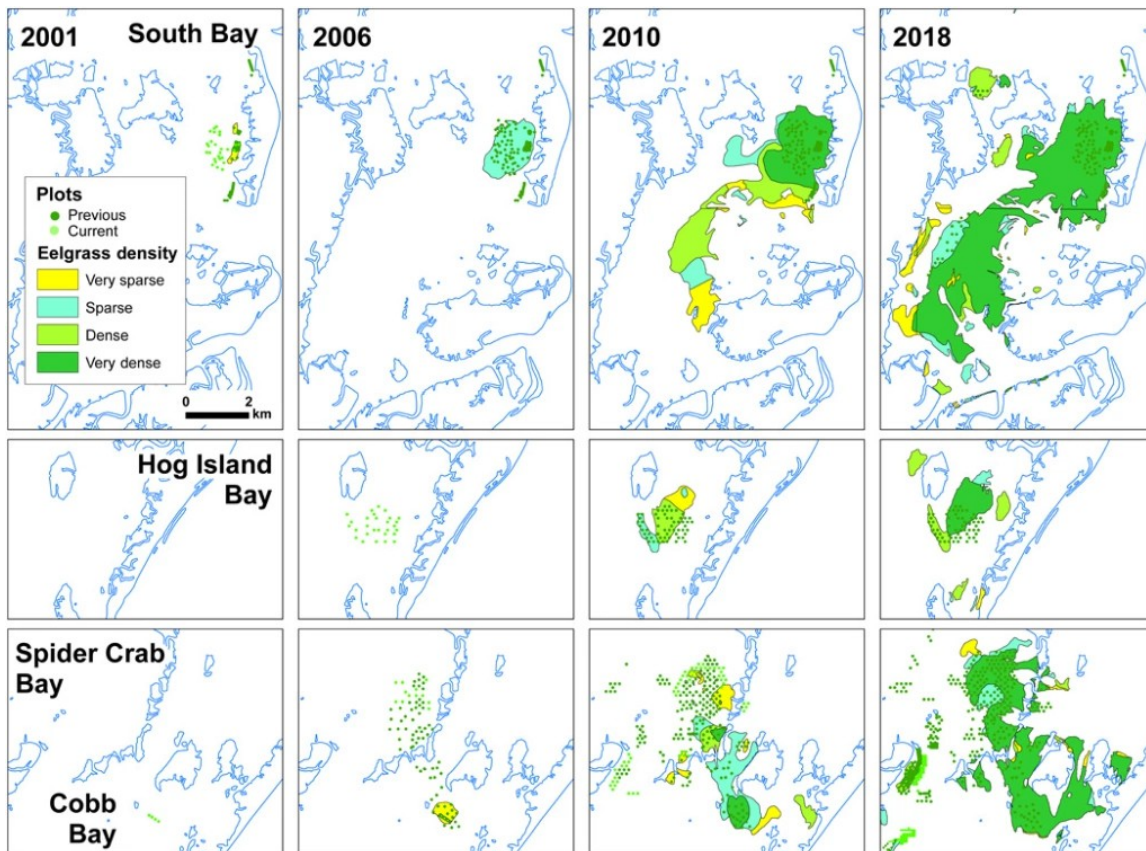 2001
South Bay
2006
2010
2018
Plots
Previous
Current
Eelgrass density
Very sparse
Sparse
Dense
Very dense
0 2
km
Hog Island
Bay
Spider Crab
Bay
Cobb
Bay